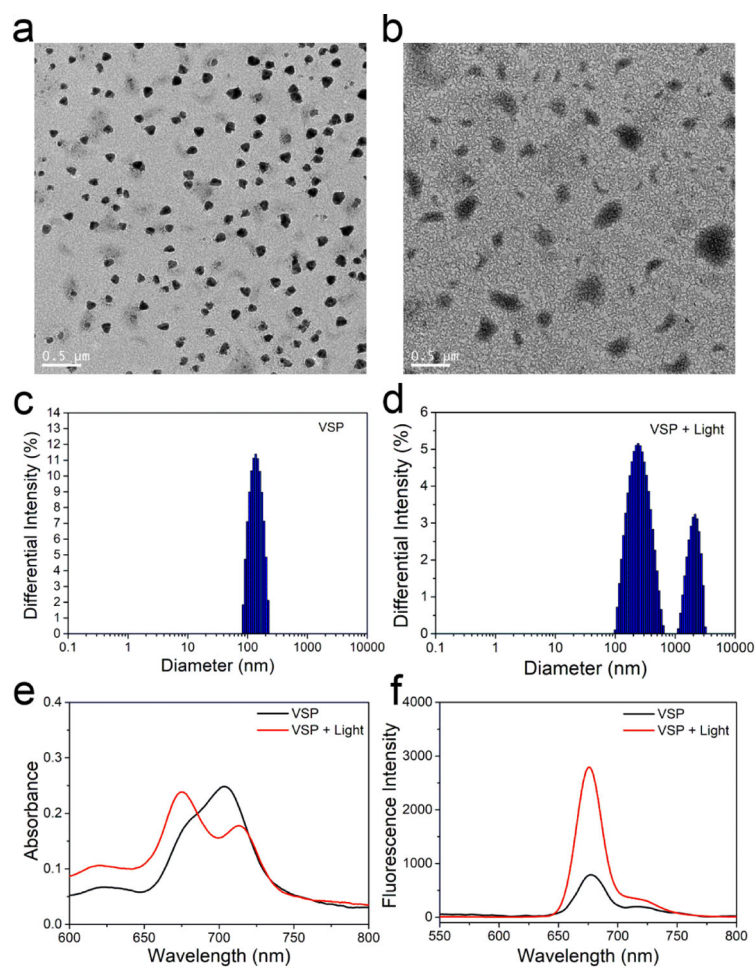 a
b
0.5 µm
0.5 µm
c
d
14
13
12
11
10
9
8
7
6
5
4
3
2
1
0
Differential Intensity (%)
VSP
0.1
1
10
100
1000
10000
Diameter (nm)
6
5
4
3
2
1
0
Differential Intensity (%)
VSP + Light
0.1
1
10
100
1000
10000
Diameter (nm)
e
f
0.4
0.3
0.2
0.1
0.0
Absorbance
VSP
VSP + Light
600
650
700
750
800
Wavelength (nm)
4000
3000
2000
1000
0
Fluorescence Intensity
VSP
VSP + Light
550
600
650
700
750
800
Wavelength (nm)